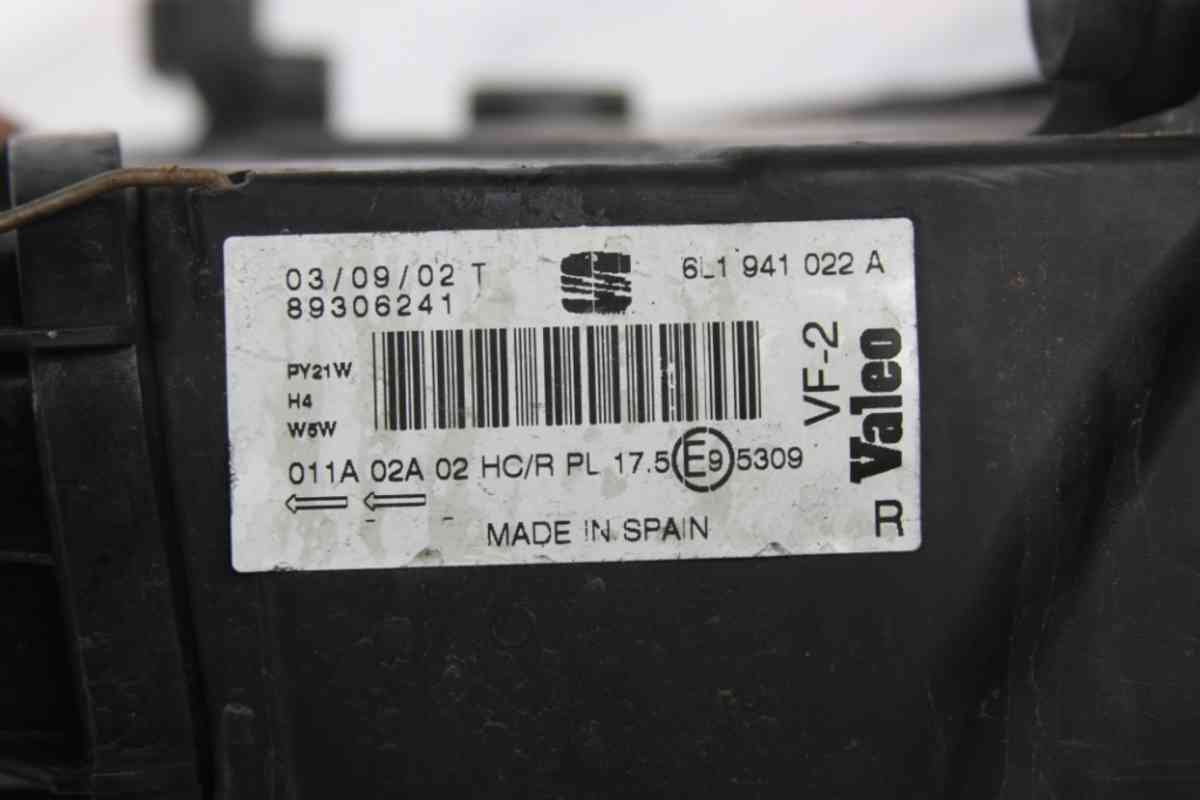 03/09/02 T
89306241
6L1 941 022 A
PY21W
H4
W5W
VF-2
Valeo
011A 02A 02 HC/R PL 17.5 E9 5309
MADE IN SPAIN
R